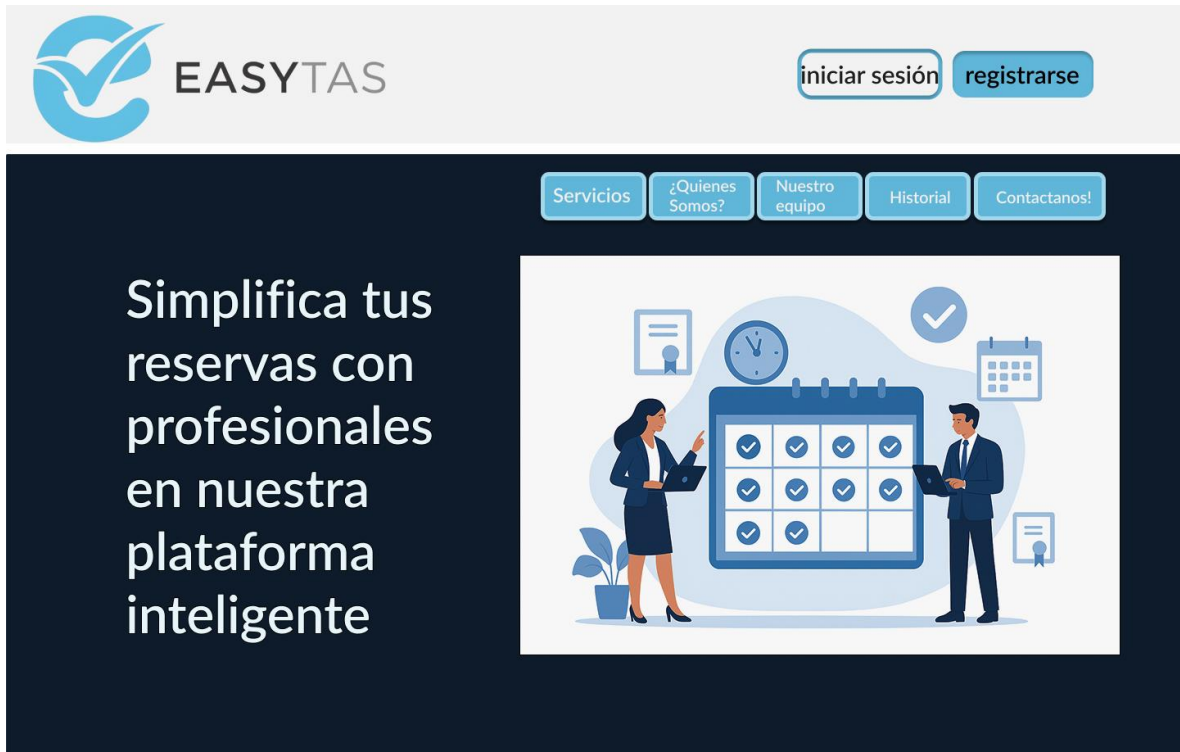 EASYTAS
iniciar sesión
registrarse
Servicios
¿Quienes
Somos?
Nuestro
equipo
Historial
Contactanos!
Simplifica tus
reservas con
profesionales
en nuestra
plataforma
inteligente